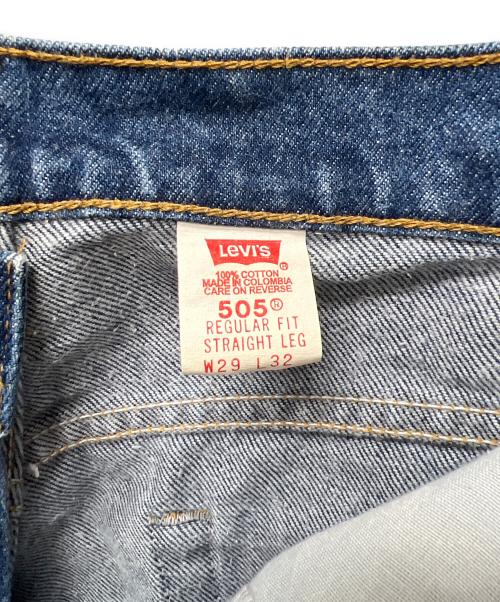 Levi's ®
100% COTTON
MADE IN COLOMBIA
CARE ON REVERSE
505®
REGULAR FIT
STRAIGHT LEG
W29 L32